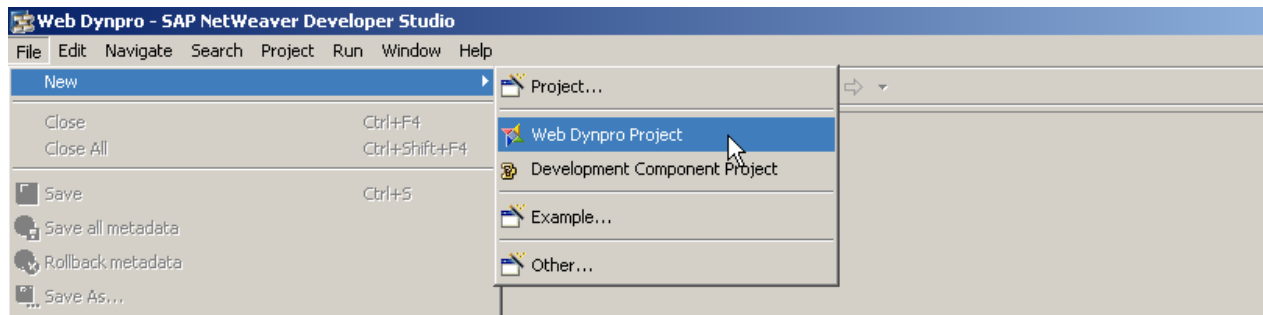 Web Dynpro - SAP NetWeaver Developer Studio
File Edit Navigate Search Project Run Window Help
New
Project...
Close Ctrl+F4
Web Dynpro Project
Close All Ctrl+Shift+F4
Development Component Project
Save Ctrl+S
Example...
Save all metadata
Rollback metadata
Other...
Save As...